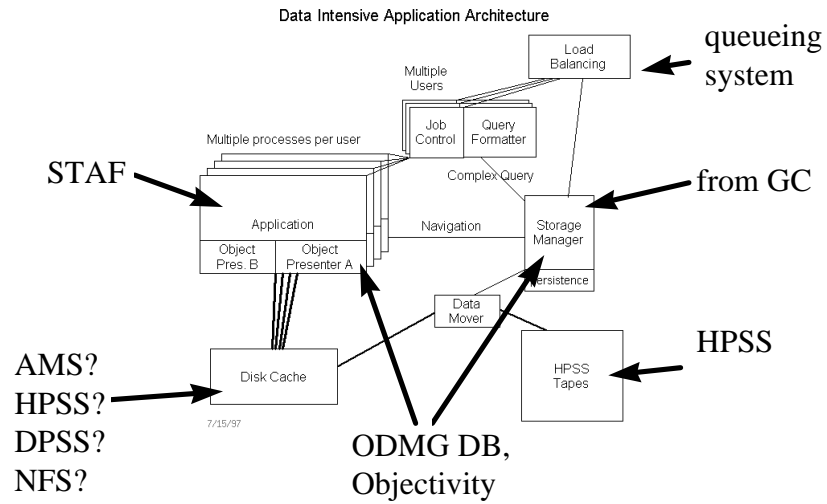 Data Intensive Application Architecture
queueing
system
Load
Balancing
Multiple
Users
Job
Control
Query
Formatter
Multiple processes per user
STAF
Complex Query
from GC
Application
Navigation
Storage
Manager
Object
Pres. B
Object
Presenter A
Persistence
Data
Mover
HPSS
AMS?
HPSS?
DPSS?
NFS?
Disk Cache
HPSS
Tapes
7/15/97
ODMG DB,
Objectivity